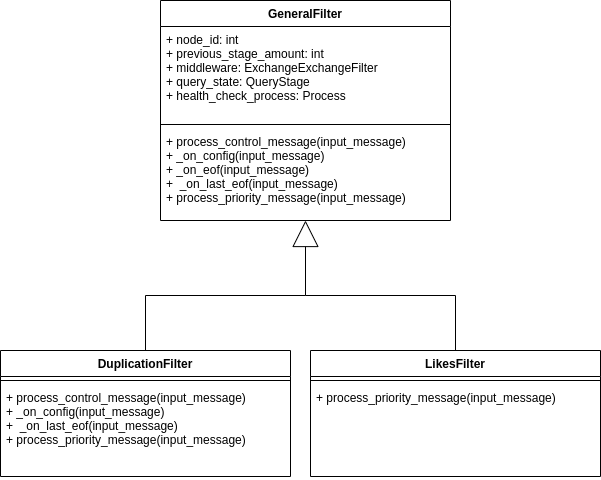 GeneralFilter
+ node_id: int
+ previous_stage_amount: int
+ middleware: ExchangeExchangeFilter
+ query_state: QueryStage
+ health_check_process: Process
+ process_control_message(input_message)
+ _on_config(input_message)
+ _on_eof(input_message)
+  _on_last_eof(input_message)
+ process_priority_message(input_message)
DuplicationFilter
+ process_control_message(input_message)
+ _on_config(input_message)
+  _on_last_eof(input_message)
+ process_priority_message(input_message)
LikesFilter
+ process_priority_message(input_message)